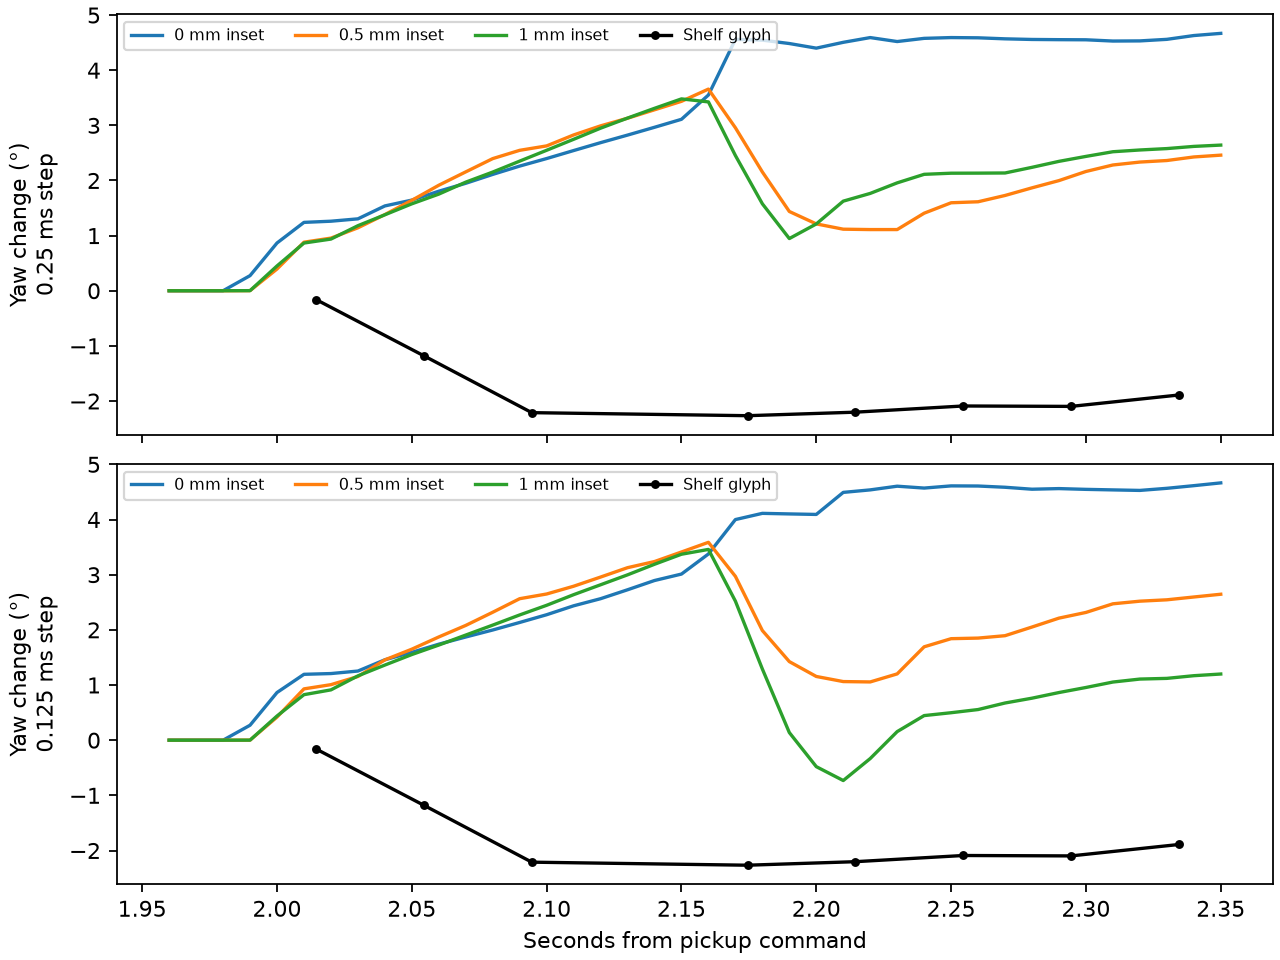 0 mm inset 0.5 mm inset 1 mm inset Shelf glyph
Yaw change (°)
0.25 ms step
5
4
3
2
1
0
−1
−2
0 mm inset 0.5 mm inset 1 mm inset Shelf glyph
Yaw change (°)
0.125 ms step
5
4
3
2
1
0
−1
−2
1.95 2.00 2.05 2.10 2.15 2.20 2.25 2.30 2.35
Seconds from pickup command